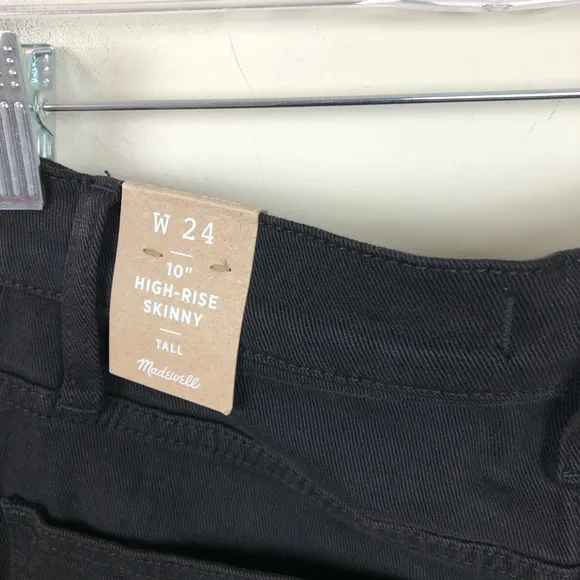 W 24
10"
HIGH-RISE
SKINNY
TALL
Madewell